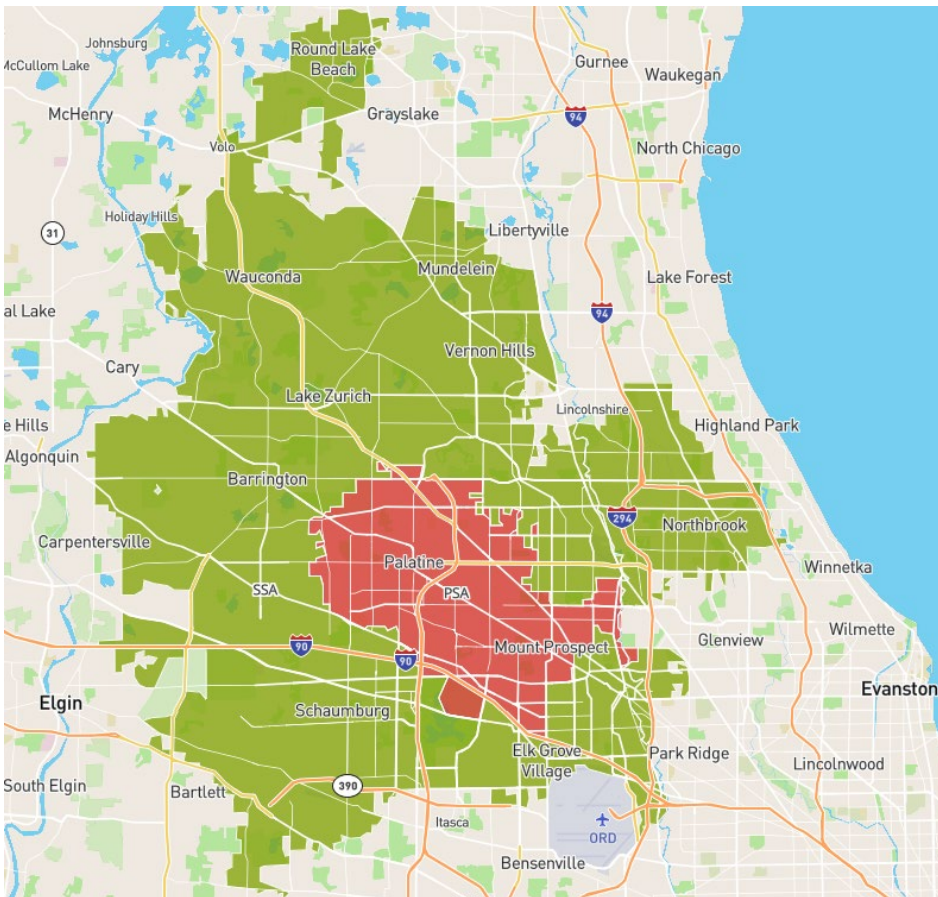 Johnsburg
Round Lake
Beach
McCullom Lake
Gurnee
Waukegan
McHenry
Grayslake
94
Volo
North Chicago
Holiday Hills
31
Libertyville
Wauconda
Mundelein
Lake Forest
al Lake
94
Vernon Hills
Cary
Lake Zurich
Lincolnshire
e Hills
Highland Park
Algonquin
Barrington
294
Northbrook
Carpentersville
Palatine
Winnetka
SSA
PSA
Wilmette
90
Mount Prospect
Glenview
90
Elgin
Evanston
Schaumburg
Elk Grove
Village
Park Ridge
Lincolnwood
South Elgin
Bartlett
390
Itasca
ORD
Bensenville